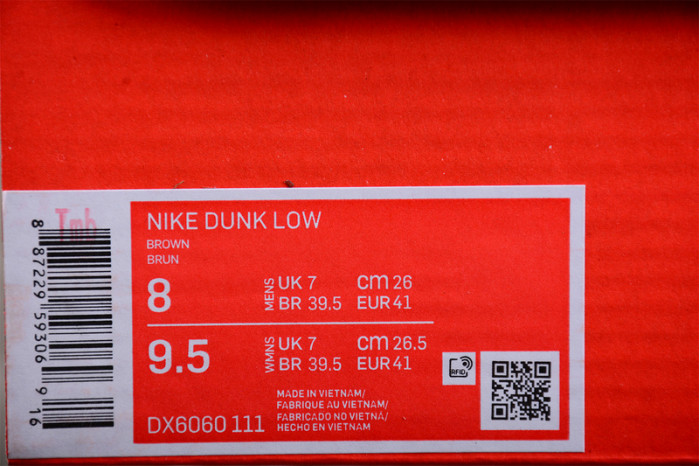 Tmb
8 87229 59306 9 16
NIKE DUNK LOW
BROWN
BRUN
8 MENS UK 7 cm 26
BR 39.5 EUR 41
9.5 WMNS UK 7 cm 26.5
BR 39.5 EUR 41
RFID
DX6060 111
MADE IN VIETNAM/
FABRIQUE AU VIETNAM/
FABRICADO NO VIETNÁ/
HECHO EN VIETNAM